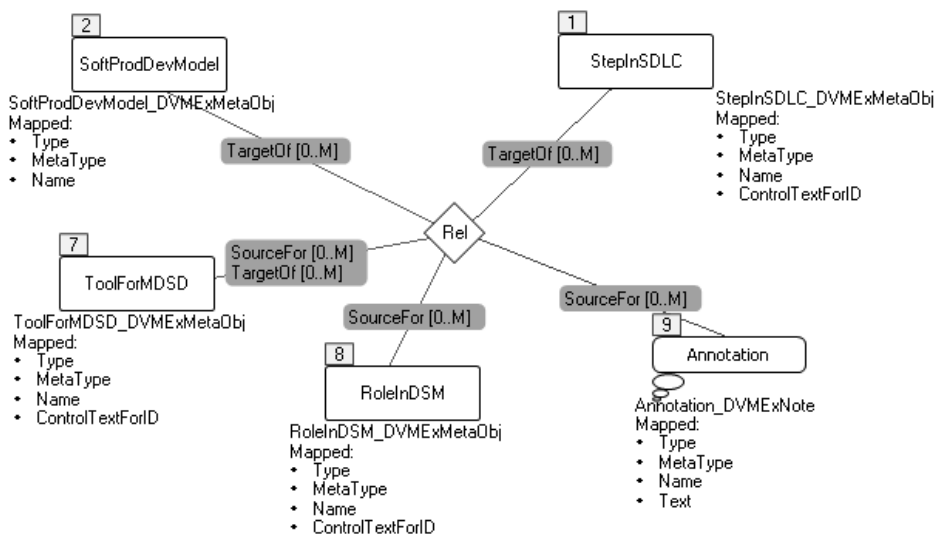 2
SoftProdDevModel
SoftProdDevModel_DVMExMetaObj
Mapped:
• Type
• MetaType
• Name
1
StepInSDLC
StepInSDLC_DVMExMetaObj
Mapped:
• Type
• MetaType
• Name
• ControlTextForID
TargetOf [0..M]
TargetOf [0..M]
Rel
7
ToolForMDSD
ToolForMDSD_DVMExMetaObj
Mapped:
• Type
• MetaType
• Name
• ControlTextForID
SourceFor [0..M]
TargetOf [0..M]
SourceFor [0..M]
8
RoleInDSM
RoleInDSM_DVMExMetaObj
Mapped:
• Type
• MetaType
• Name
• ControlTextForID
SourceFor [0..M]
9
Annotation
Annotation_DVMExNote
Mapped:
• Type
• MetaType
• Name
• Text